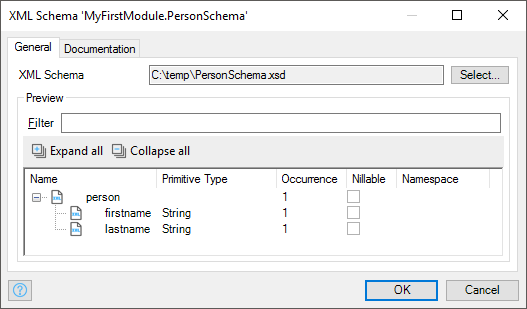 XML Schema 'MyFirstModule.PersonSchema'
General Documentation
XML Schema C:\temp\PersonSchema.xsd Select...
Preview
Filter
Expand all Collapse all
Name Primitive Type Occurrence Nillable Namespace
person 1
firstname String 1
lastname String 1
OK Cancel